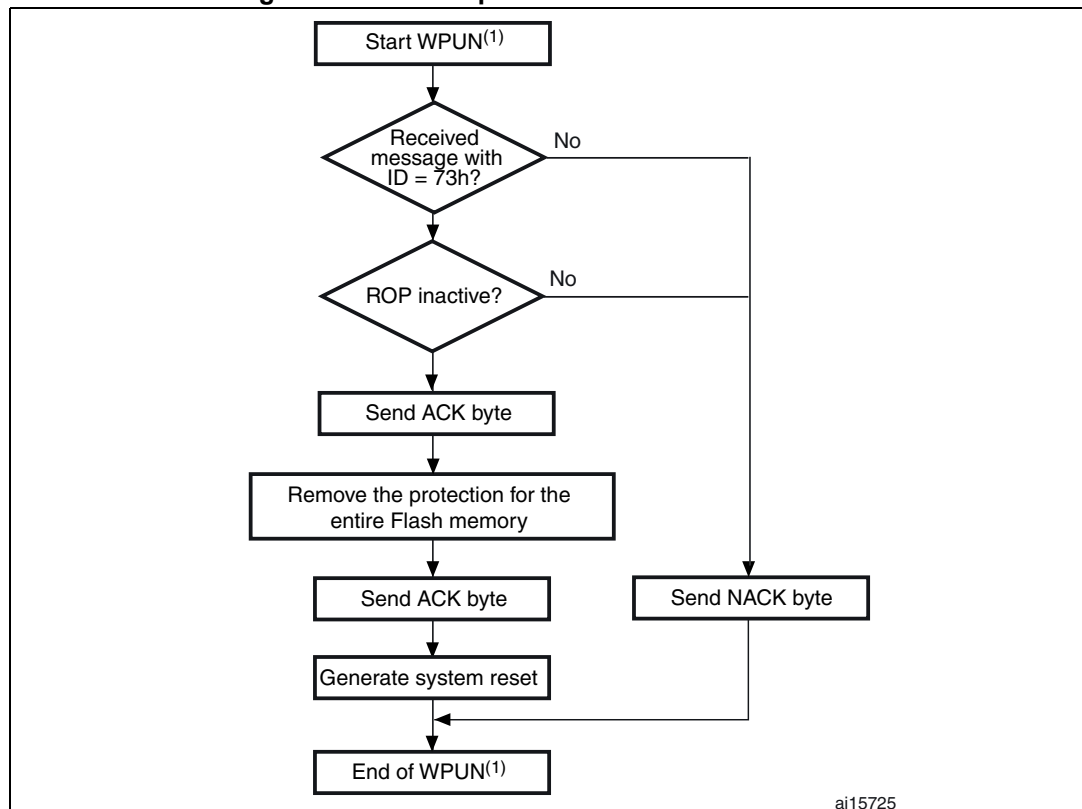 Start WPUN(1)
Received
message with
ID = 73h?
No
ROP inactive?
No
Send ACK byte
Remove the protection for the
entire Flash memory
Send ACK byte
Send NACK byte
Generate system reset
End of WPUN(1)
ai15725